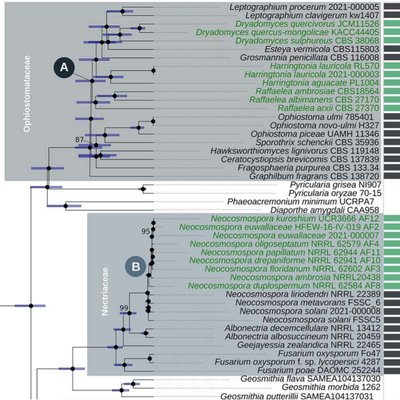 Leptographium procerum 2021-000005
Leptographium clavigerum kw1407
Dryadomyces quercivorus JCM11526
Dryadomyces quercus-mongolicae KACC44405
Dryadomyces sulphureus CBS 38068
Esteya vermicola CBS115803
Grosmannia penicillata CBS 116008
Harringtonia lauricola RL570
Harringtonia lauricola 2021-000003
Harringtonia aguacate PL1004
Raffaelea ambrosiae CBS18564
Raffaelea albimanens CBS 27170
Raffaelea arxii CBS 27370
Ophiostoma ulmi 785401
Ophiostoma novo-ulmi H327
Ophiostoma piceae UAMH 11346
Sporothrix schenckii CBS 35936
Hawksworthiomyces lignivorus CBS 119148
Ceratocystiopsis brevicomis CBS 137839
Fragosphaeria purpurea CBS 133.34
Graphilbum fragrans CBS 138720
Pyricularia grisea NI907
Pyricularia oryzae 70-15
Phaeoacremonium minimum UCRPA7
Diaporthe amygdali CAA958
Neocosmospora kuroshium UCR3666 AF12
Neocosmospora euwallaceae HFEW-16-IV-019 AF2
Neocosmospora euwallaceae 2021-000007
Neocosmospora oligoseptatum NRRL 62579 AF4
Neocosmospora papillatum NRRL 62944 AF11
Neocosmospora drepaniforme NRRL 62941 AF10
Neocosmospora floridanum NRRL 62602 AF3
Neocosmospora ambrosia NRRL20438
Neocosmospora duplospermum NRRL 62584 AF8
Neocosmospora liriodendri NRRL 22389
Neocosmospora metavorans FSSC_6
Neocosmospora solani 2021-000008
Neocosmospora solani FSSC5
Albonectria decemcellulare NRRL 13412
Albonectria albosuccineum NRRL 20459
Geejayessia zealandica NRRL 22465
Fusarium oxysporum Fo47
Fusarium oxysporum f. sp. lycopersici 4287
Fusarium poae DAOMC 252244
Geosmithia flava SAMEA104137030
Geosmithia morbida 1262
Geosmithia putterillii SAMEA104137031
Ophiostomataceae
A
87
Nectriaceae
B
95
99